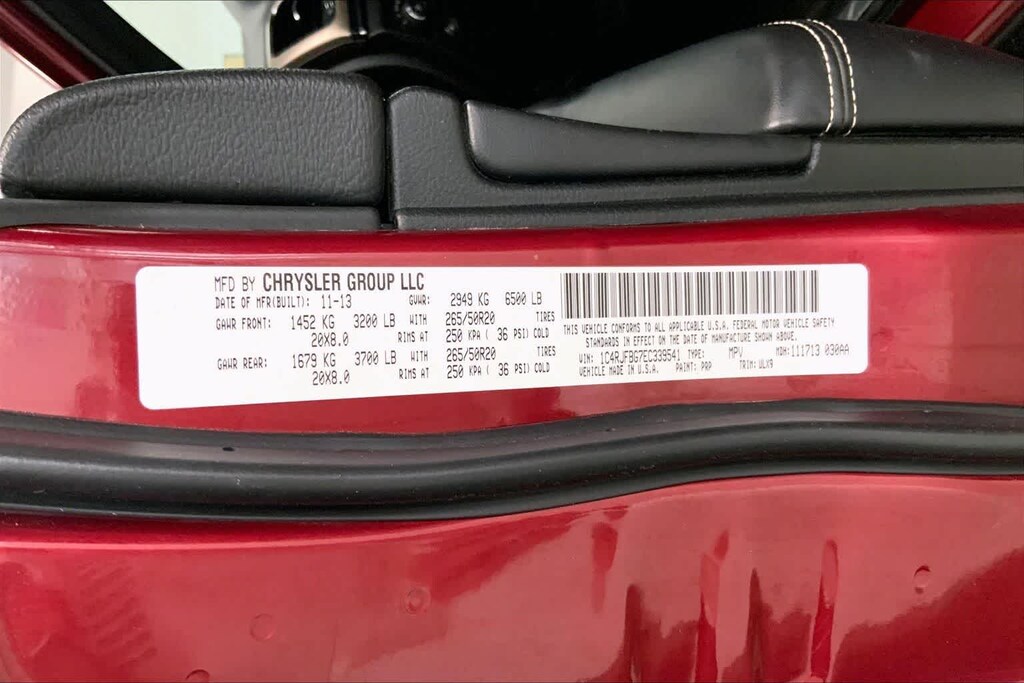 MFD BY CHRYSLER GROUP LLC
DATE OF MFR(BUILT): 11-13 GVWR: 2949 KG 6500 LB
GAWR FRONT: 1452 KG 3200 LB WITH 265/50R20 TIRES
20X8.0 RIMS AT 250 KPA ( 36 PSI) COLD
GAWR REAR: 1679 KG 3700 LB WITH 265/50R20 TIRES
20X8.0 RIMS AT 250 KPA ( 36 PSI) COLD
THIS VEHICLE CONFORMS TO ALL APPLICABLE U.S.A. FEDERAL MOTOR VEHICLE SAFETY
STANDARDS IN EFFECT ON THE DATE OF MANUFACTURE SHOWN ABOVE.
VIN: 1C4RJFBG7EC339541 TYPE: MPV MDH: 111713 030AA
VEHICLE MADE IN U.S.A. PAINT: PRP TRIM: ULX9